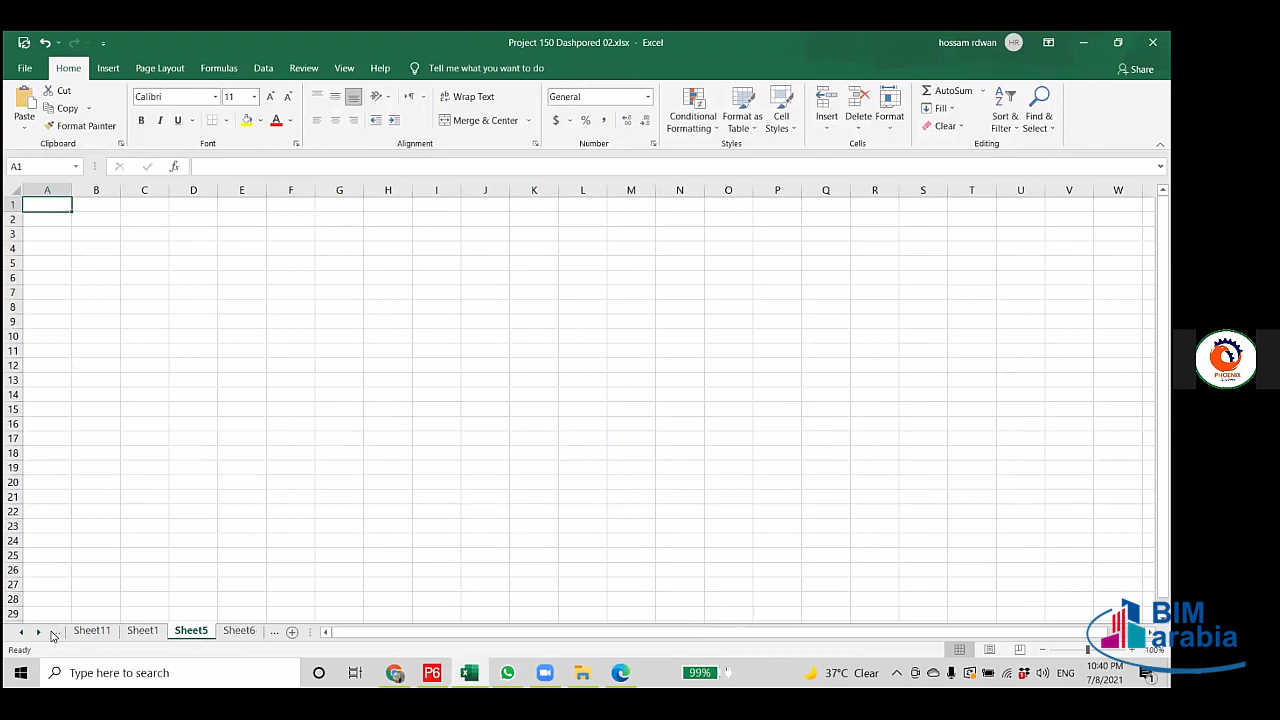 Project 150 Dashpored 02.xlsx - Excel
hossam rdwan HR
File Home Insert Page Layout Formulas Data Review View Help Tell me what you want to do Share
Paste Cut Copy Format Painter Clipboard
Calibri 11 B I U A Font
Wrap Text Merge & Center Alignment
General $ % , Number
Conditional Formatting Format as Table Cell Styles Styles
Insert Delete Format Cells
AutoSum Fill Clear Sort & Filter Find & Select Editing
A1 fx
A B C D E F G H I J K L M N O P Q R S T U V W
1
2
3
4
5
6
7
8
9
10
11
12
13
14
15
16
17
18
19
20
21
22
23
24
25
26
27
28
29
PHOENIX
Sheet11 Sheet1 Sheet5 Sheet6 ...
Ready 100%
BIM
arabia
Type here to search P6 99% 37°C Clear ENG
10:40 PM
7/8/2021
1